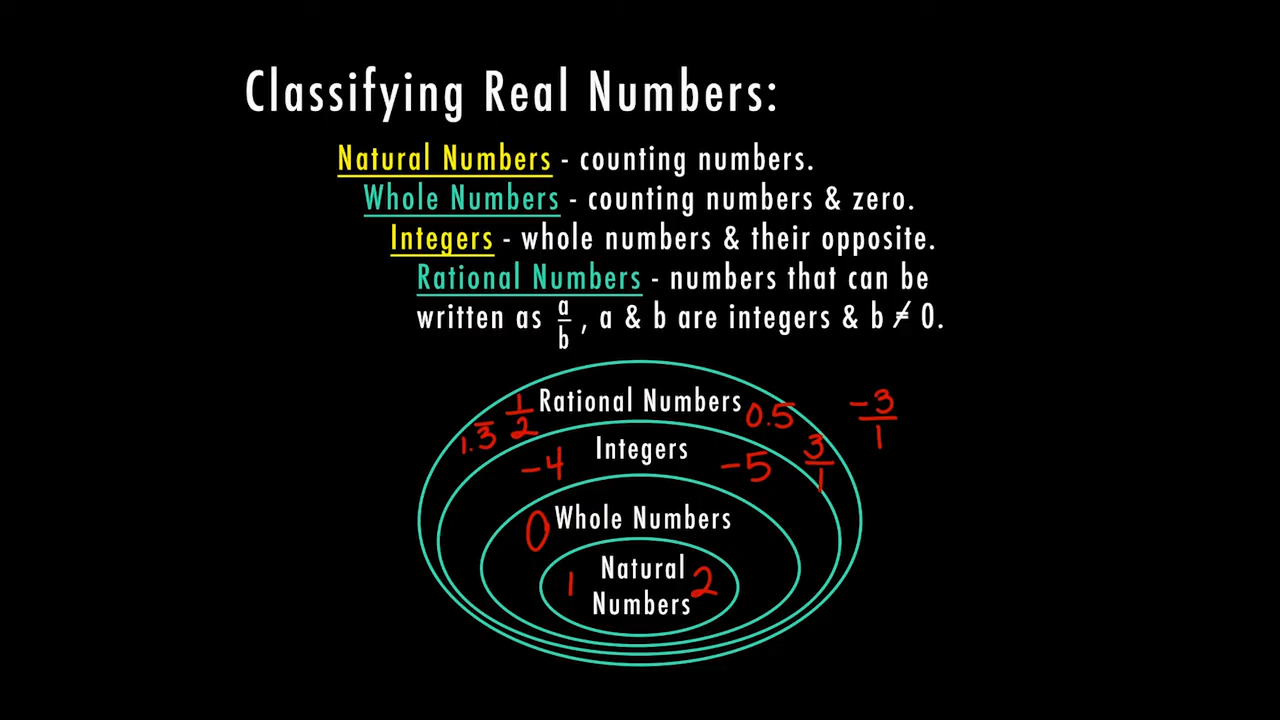 Classifying Real Numbers:
Natural Numbers - counting numbers.
Whole Numbers - counting numbers & zero.
Integers - whole numbers & their opposite.
Rational Numbers - numbers that can be
written as a/b , a & b are integers & b ≠ 0.
1.3̅ 1/2 Rational Numbers 0.5 -3/1
-4 Integers -5 3/1
0 Whole Numbers
1 Natural 2
Numbers